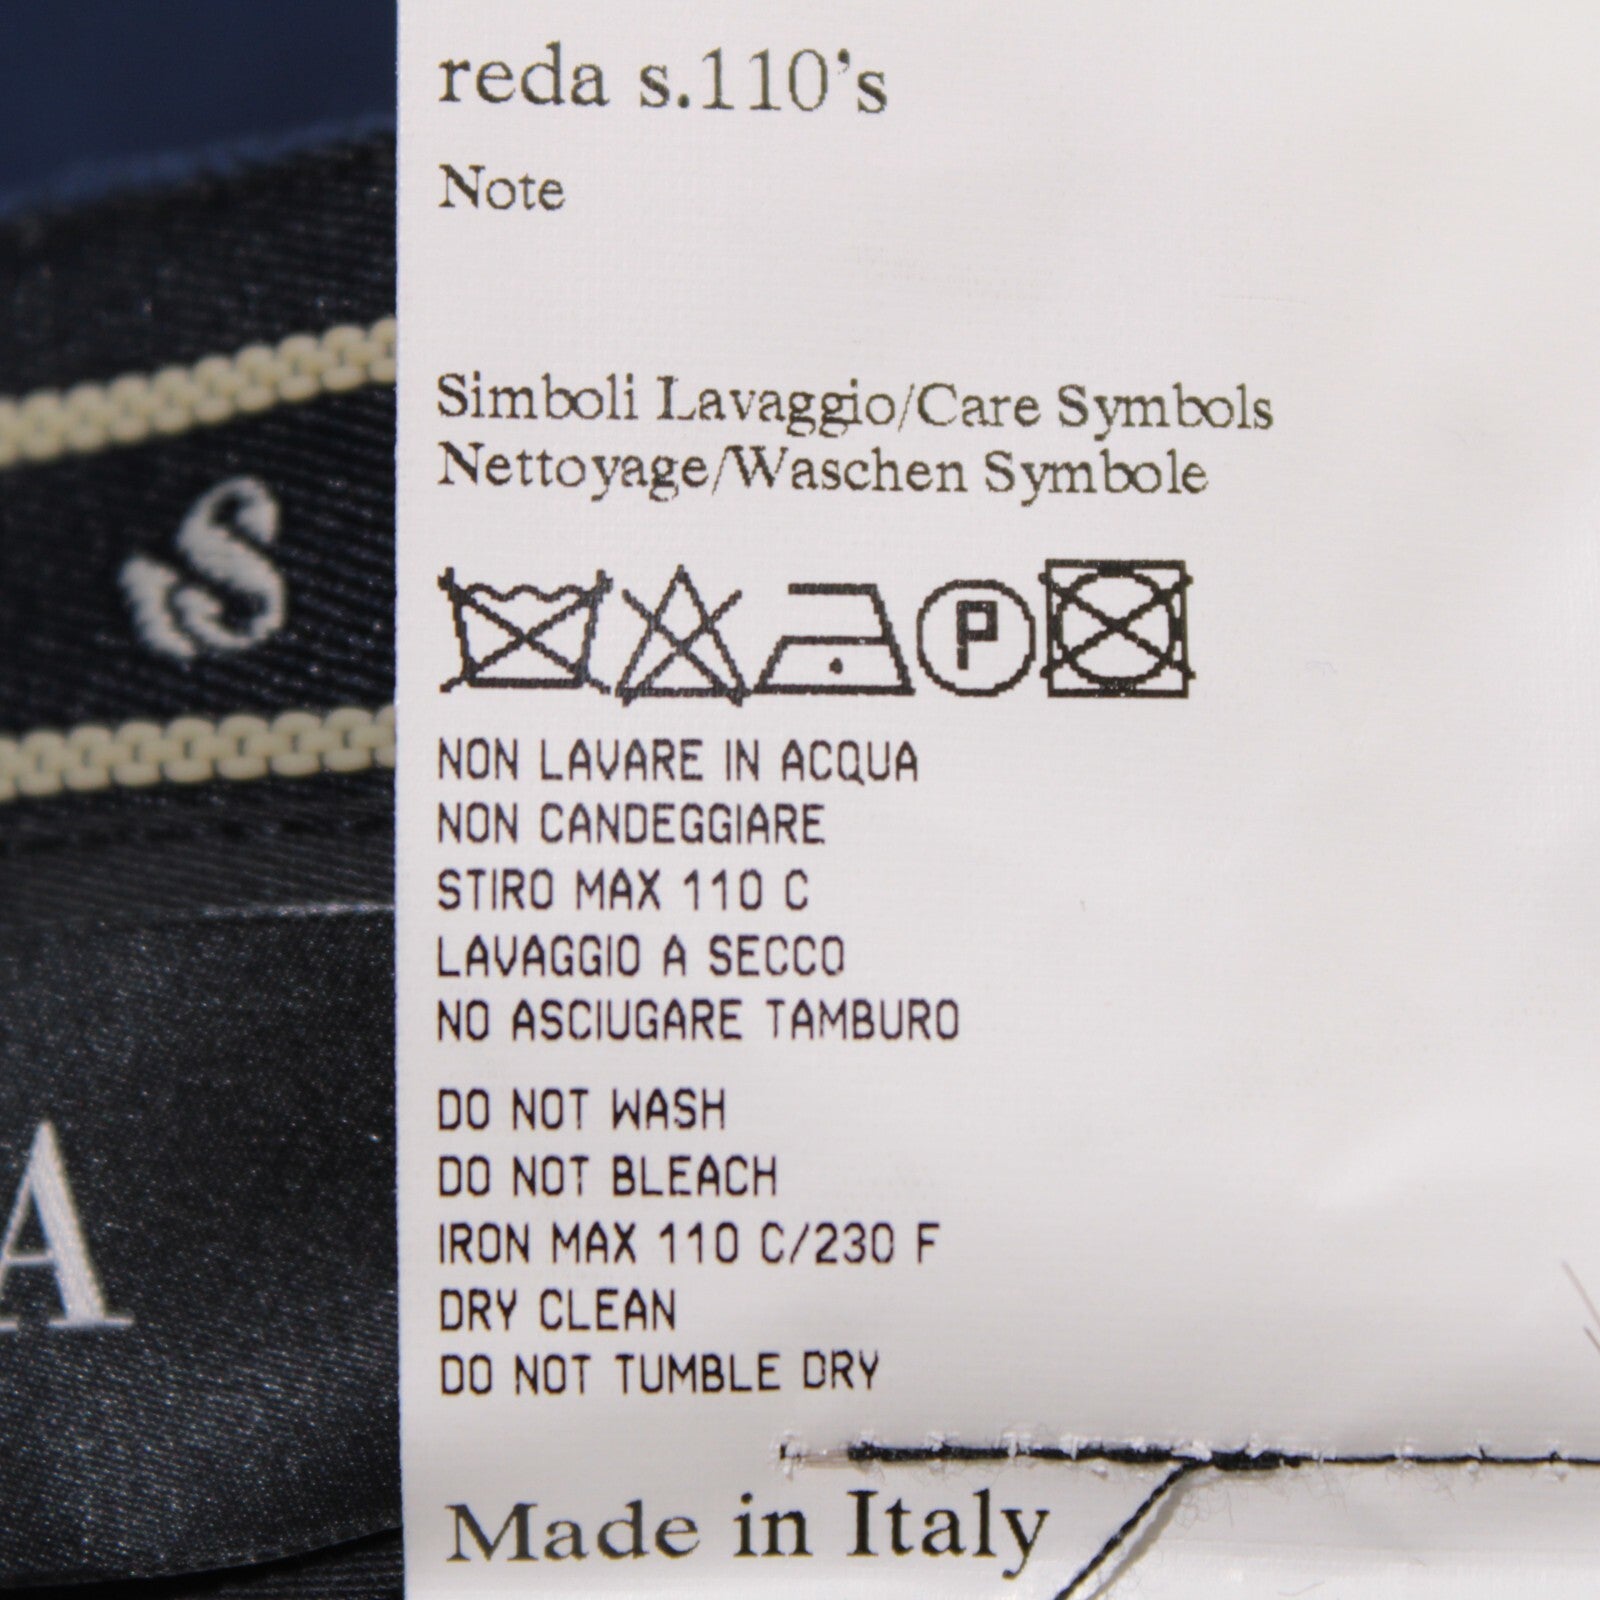 reda s.110's
Note
Simboli Lavaggio/Care Symbols
Nettoyage/Waschen Symbole
P
NON LAVARE IN ACQUA
NON CANDEGGIARE
STIRO MAX 110 C
LAVAGGIO A SECCO
NO ASCIUGARE TAMBURO
DO NOT WASH
DO NOT BLEACH
IRON MAX 110 C/230 F
DRY CLEAN
DO NOT TUMBLE DRY
Made in Italy
S
A